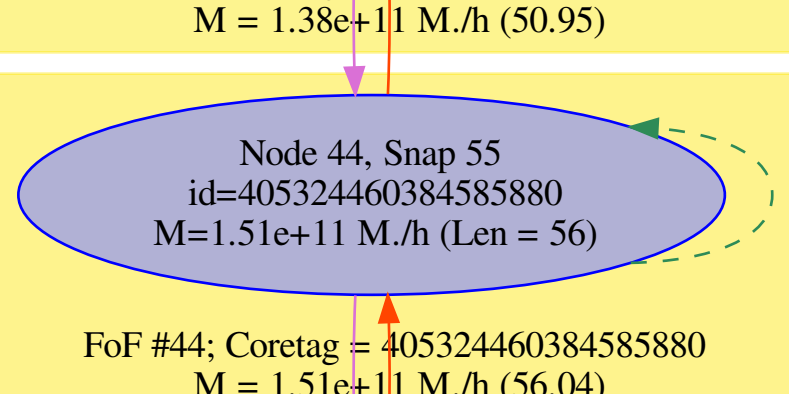 M = 1.38e+11 M./h (50.95)
Node 44, Snap 55
id=405324460384585880
M=1.51e+11 M./h (Len = 56)
FoF #44; Coretag = 405324460384585880
M = 1.51e+11 M./h (56.04)